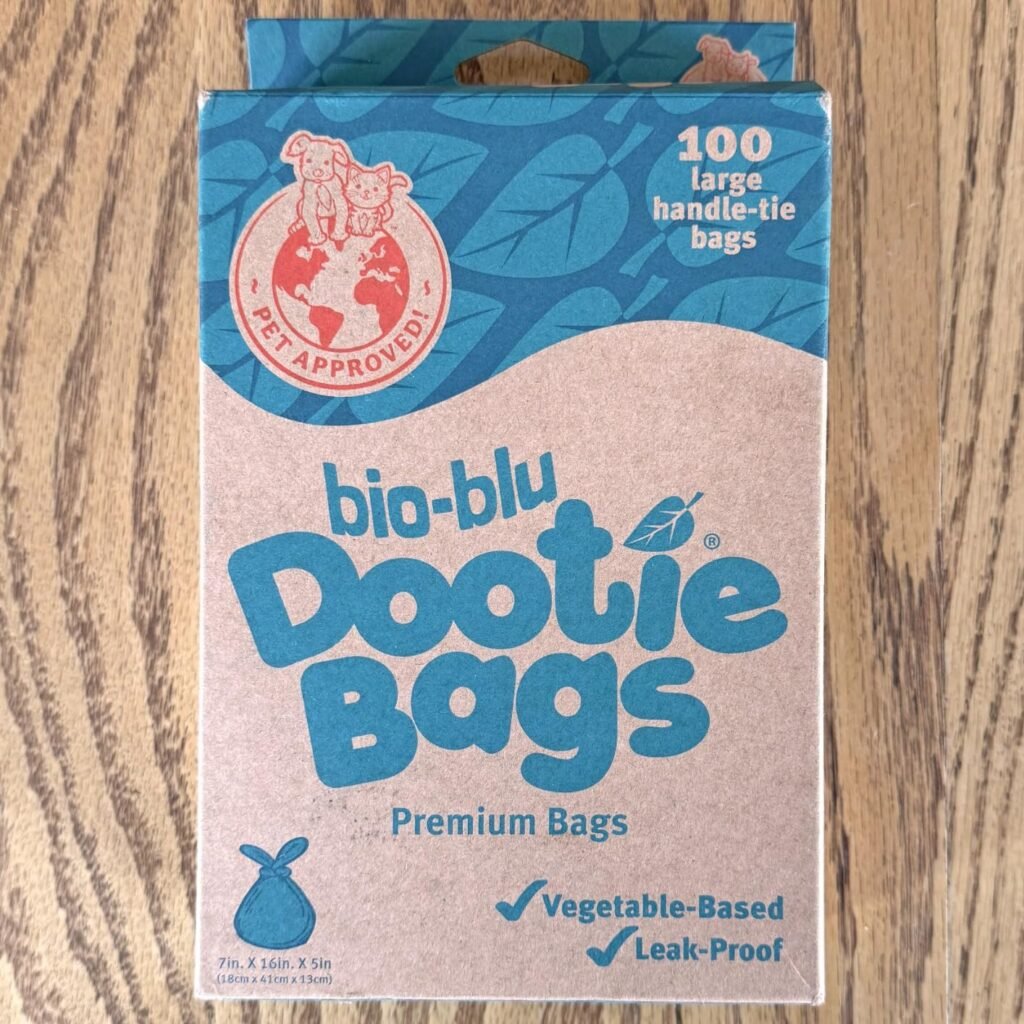 100
large
handle-tie
bags
~ PET APPROVED! ~
bio-blu
Dootie®
Bags
Premium Bags
Vegetable-Based
Leak-Proof
7in. X 16in. X 5in
(18cm x 41cm x 13cm)